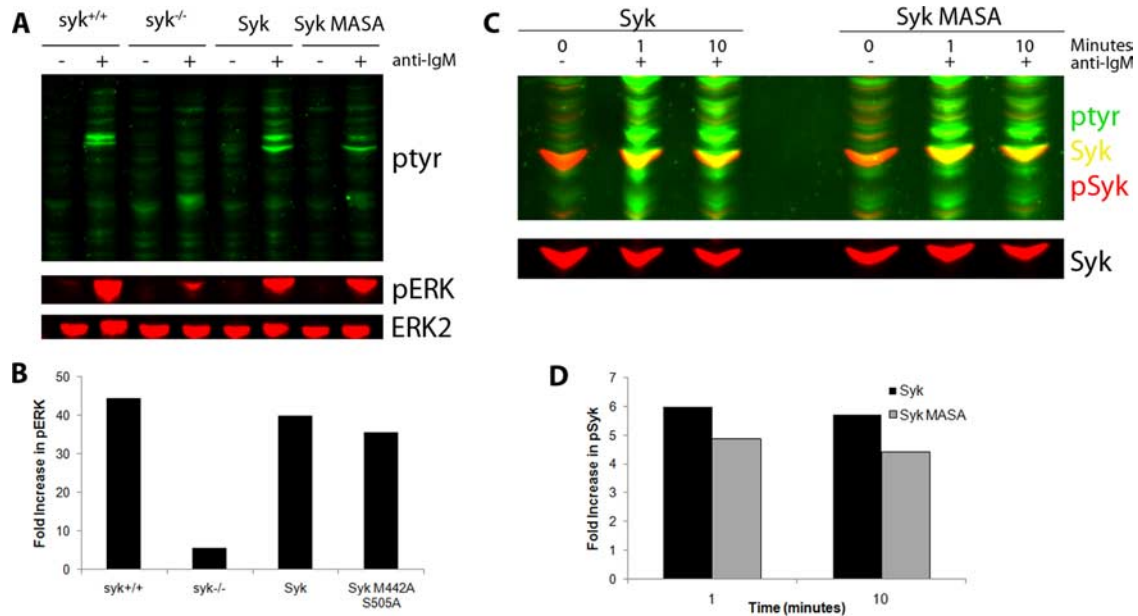 A
syk+/+ syk-/- Syk Syk MASA
- + - + - + - + anti-IgM
ptyr
pERK
ERK2
B
Fold Increase in pERK
50
40
30
20
10
0
syk+/+ syk-/- Syk Syk M442A
S505A
C
Syk Syk MASA
0 1 10 0 1 10 Minutes
- + + - + + anti-IgM
ptyr
Syk
pSyk
Syk
D
Fold Increase in pSyk
7
6
5
4
3
2
1
0
Syk
Syk MASA
1 10
Time (minutes)